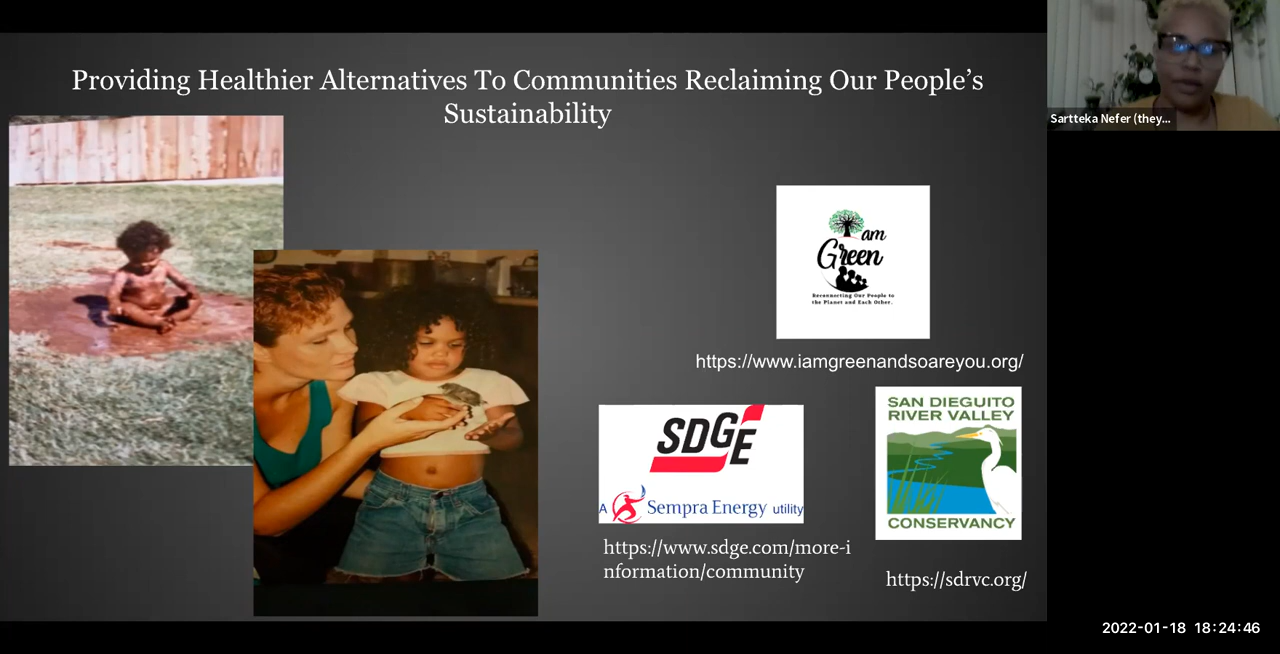 Providing Healthier Alternatives To Communities Reclaiming Our People's
Sustainability
Sartteka Nefer (they...
am
Green
Reconnecting Our People to
the Planet and Each Other.
https://www.iamgreenandsoareyou.org/
SAN DIEGUITO
RIVER VALLEY
CONSERVANCY
SDGE
A Sempra Energy utility
https://www.sdge.com/more-i
nformation/community
https://sdrvc.org/
2022-01-18 18:24:46